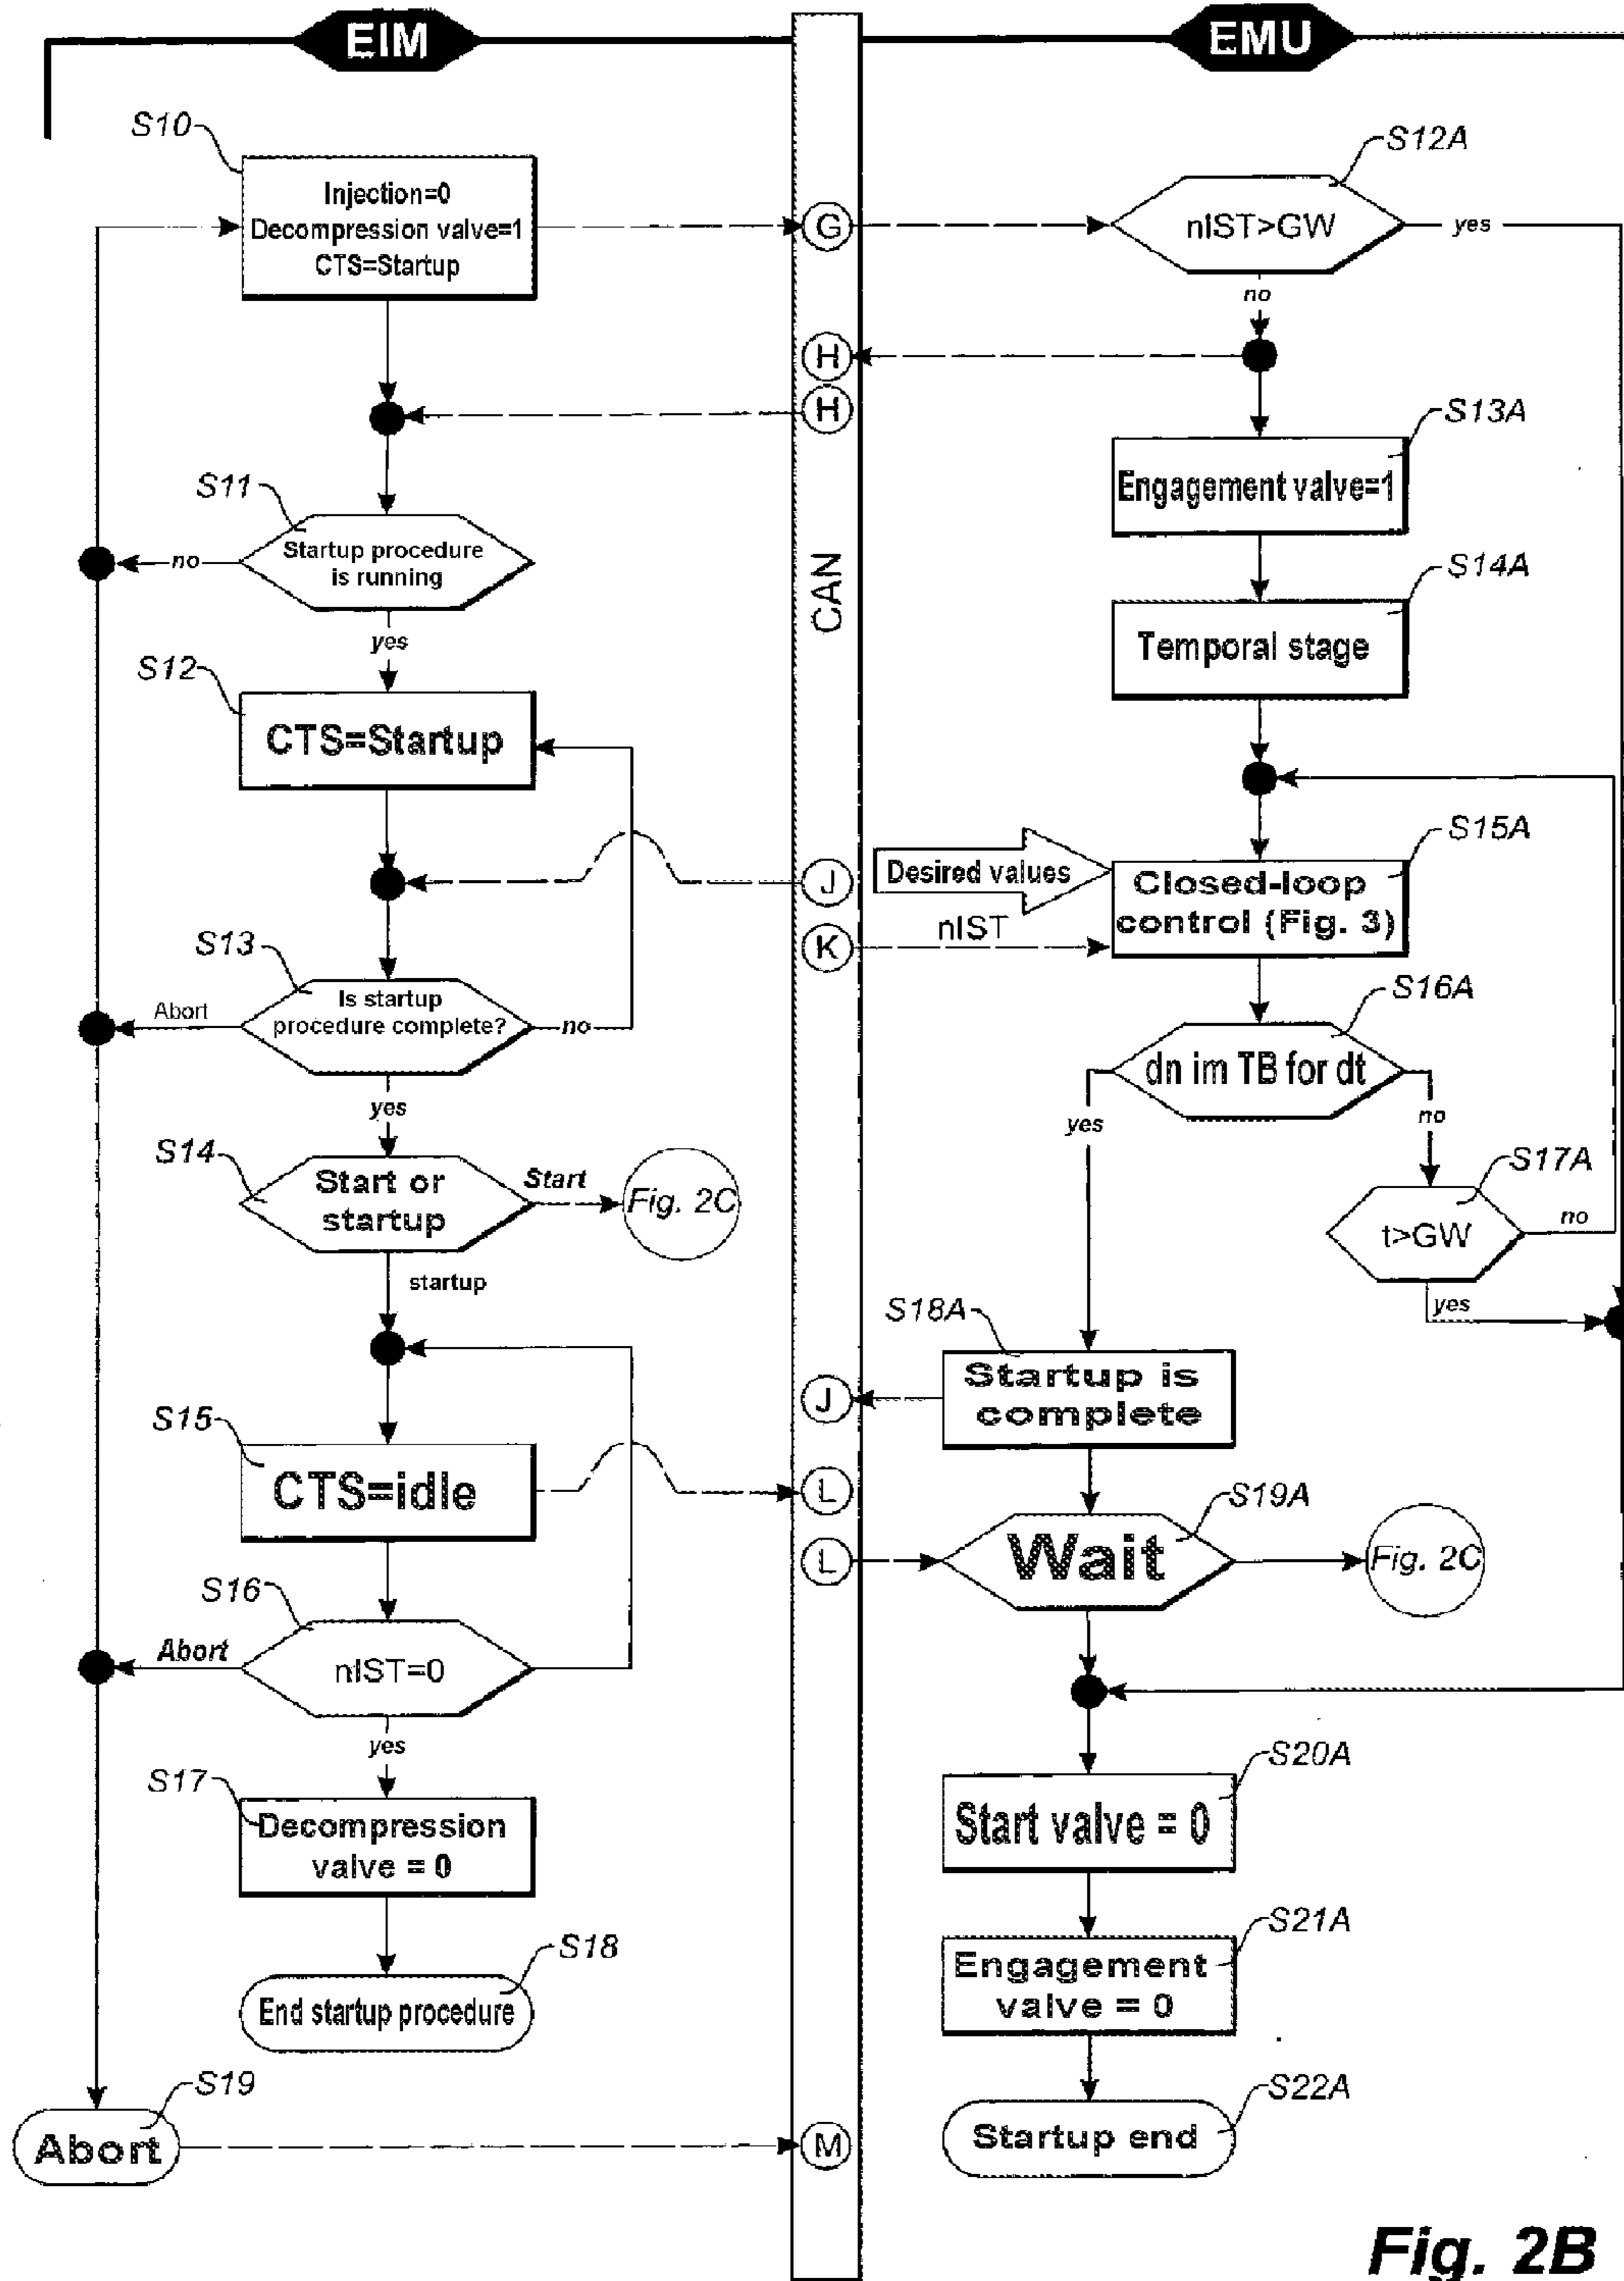 EIM
EMU
CAN
S10
Injection=0
Decompression valve=1
CTS=Startup
G
S12A
nIST>GW
yes
no
H
H
S13A
Engagement valve=1
S11
Startup procedure
is running
no
yes
S14A
Temporal stage
S12
CTS=Startup
J
Desired values
S15A
Closed-loop
control (Fig. 3)
K
nIST
S13
Is startup
procedure complete?
Abort
no
yes
S16A
dn im TB for dt
yes
no
S14
Start or
startup
Start
Fig. 2C
startup
S17A
t>GW
no
yes
S18A
Startup is
complete
J
S15
CTS=idle
L
L
S19A
Wait
Fig. 2C
S16
nIST=0
Abort
yes
S17
Decompression
valve = 0
S20A
Start valve = 0
S18
End startup procedure
S21A
Engagement
valve = 0
S19
Abort
M
S22A
Startup end
Fig. 2B